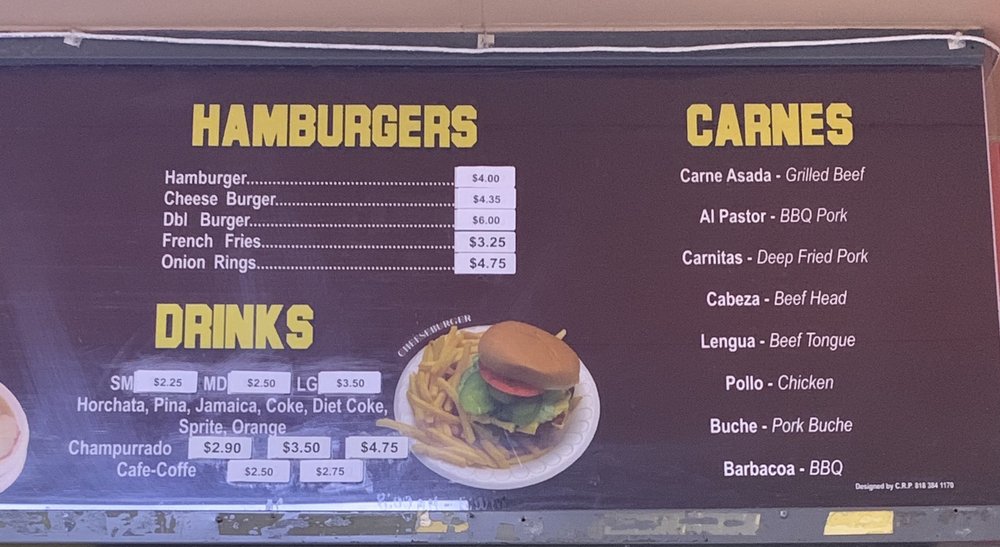 HAMBURGERS
Hamburger................................................ $4.00
Cheese Burger.......................................... $4.35
Dbl Burger................................................ $6.00
French Fries.............................................. $3.25
Onion Rings.............................................. $4.75
DRINKS
SM $2.25 MD $2.50 LG $3.50
Horchata, Pina, Jamaica, Coke, Diet Coke,
Sprite, Orange
Champurrado $2.90 $3.50 $4.75
Cafe-Coffe $2.50 $2.75
CHEESEBURGER
CARNES
Carne Asada - Grilled Beef
Al Pastor - BBQ Pork
Carnitas - Deep Fried Pork
Cabeza - Beef Head
Lengua - Beef Tongue
Pollo - Chicken
Buche - Pork Buche
Barbacoa - BBQ
Designed by C.R.P. 818 384 1170